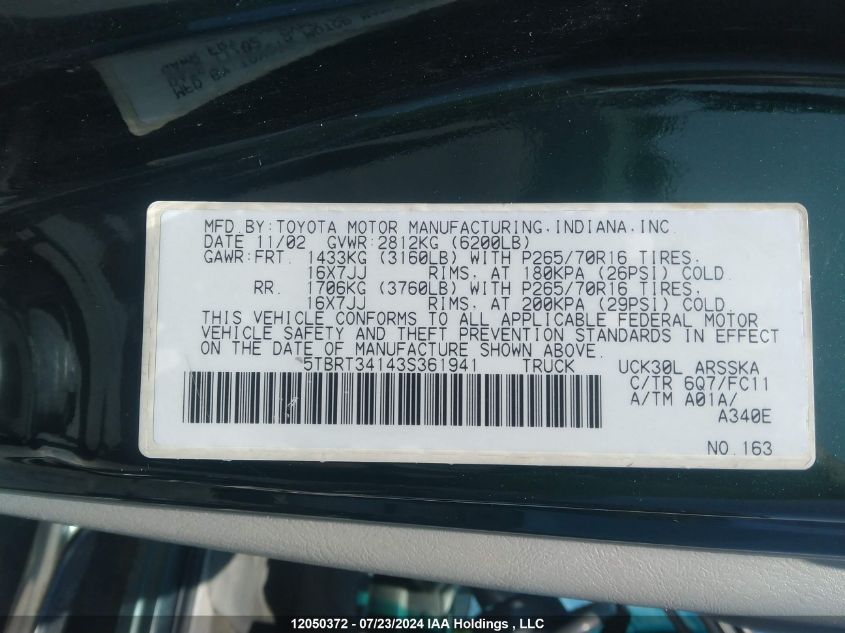 MFD BY:TOYOTA MOTOR MANUFACTURING, INDIANA, INC.
DATE 11/02 GVWR:2812KG (6200LB)
GAWR:FRT. 1433KG (3160LB) WITH P265/70R16 TIRES.
16X7JJ RIMS. AT 180KPA (26PSI) COLD.
RR. 1706KG (3760LB) WITH P265/70R16 TIRES.
16X7JJ RIMS. AT 200KPA (29PSI) COLD.
THIS VEHICLE CONFORMS TO ALL APPLICABLE FEDERAL MOTOR
VEHICLE SAFETY AND THEFT PREVENTION STANDARDS IN EFFECT
ON THE DATE OF MANUFACTURE SHOWN ABOVE.
5TBRT34143S361941 TRUCK UCK30L ARSSKA
C/TR 6Q7/FC11
A/TM A01A/
A340E
NO.163
12050372 - 07/23/2024 IAA Holdings , LLC